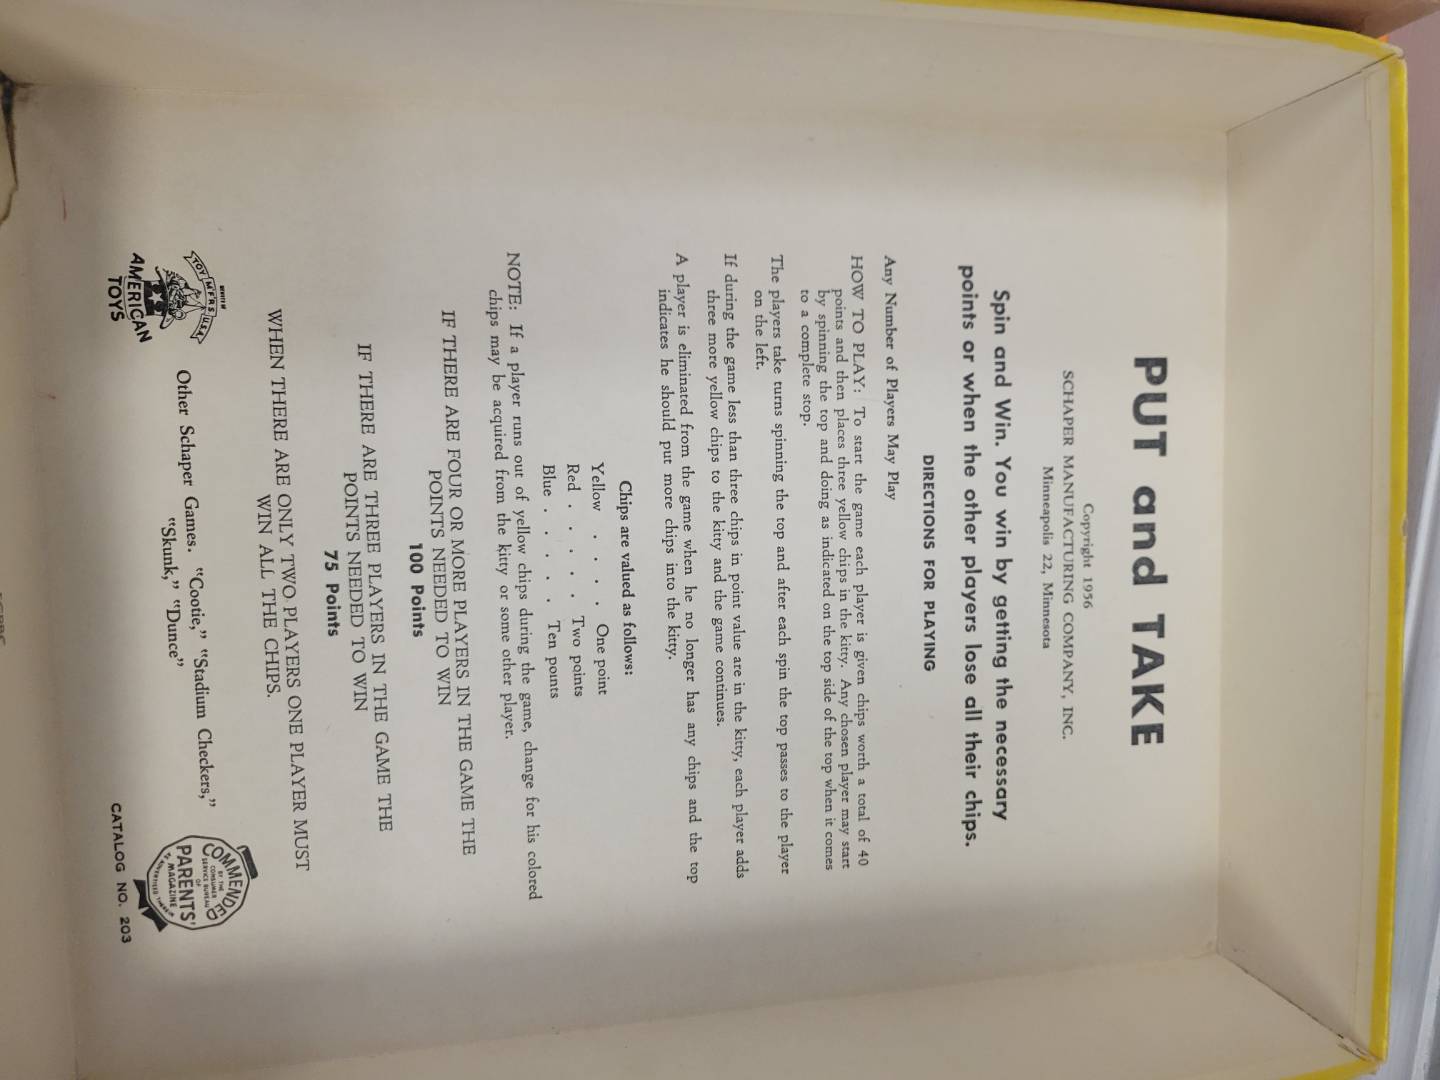 PUT and TAKE
Copyright 1956
SCHAPER MANUFACTURING COMPANY, INC.
Minneapolis 22, Minnesota
Spin and Win. You win by getting the necessary
points or when the other players lose all their chips.
DIRECTIONS FOR PLAYING
Any Number of Players May Play
HOW TO PLAY: To start the game each player is given chips worth a total of 40
points and then places three yellow chips in the kitty. Any chosen player may start
by spinning the top and doing as indicated on the top side of the top when it comes
to a complete stop.
The players take turns spinning the top and after each spin the top passes to the player
on the left.
If during the game less than three chips in point value are in the kitty, each player adds
three more yellow chips to the kitty and the game continues.
A player is eliminated from the game when he no longer has any chips and the top
indicates he should put more chips into the kitty.
Chips are valued as follows:
Yellow . . . . One point
Red . . . . . Two points
Blue . . . . . Ten points
NOTE: If a player runs out of yellow chips during the game, change for his colored
chips may be acquired from the kitty or some other player.
IF THERE ARE FOUR OR MORE PLAYERS IN THE GAME THE
POINTS NEEDED TO WIN
100 Points
IF THERE ARE THREE PLAYERS IN THE GAME THE
POINTS NEEDED TO WIN
75 Points
WHEN THERE ARE ONLY TWO PLAYERS ONE PLAYER MUST
WIN ALL THE CHIPS.
TOY M'F'RS U.S.A.
AMERICAN
TOYS
Other Schaper Games. "Cootie," "Stadium Checkers,"
"Skunk," "Dunce"
COMMENDED
BY THE
CONSUMER
SERVICE BUREAU
OF
PARENTS'
MAGAZINE
CATALOG NO. 203